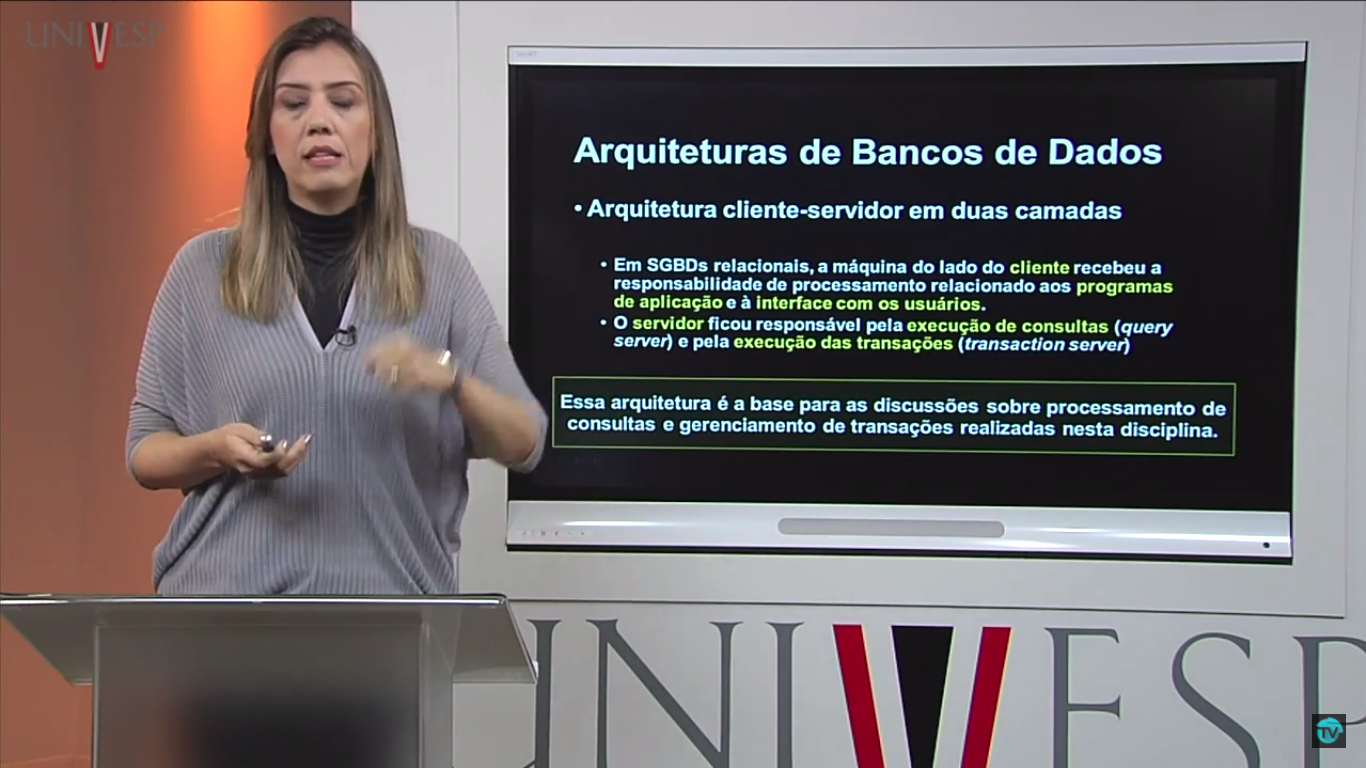 UNIVESP
Arquiteturas de Bancos de Dados
• Arquitetura cliente-servidor em duas camadas
• Em SGBDs relacionais, a máquina do lado do cliente recebeu a
responsabilidade de processamento relacionado aos programas
de aplicação e à interface com os usuários.
• O servidor ficou responsável pela execução de consultas (query
server) e pela execução das transações (transaction server)
Essa arquitetura é a base para as discussões sobre processamento de
consultas e gerenciamento de transações realizadas nesta disciplina.
UNIVESP
TV